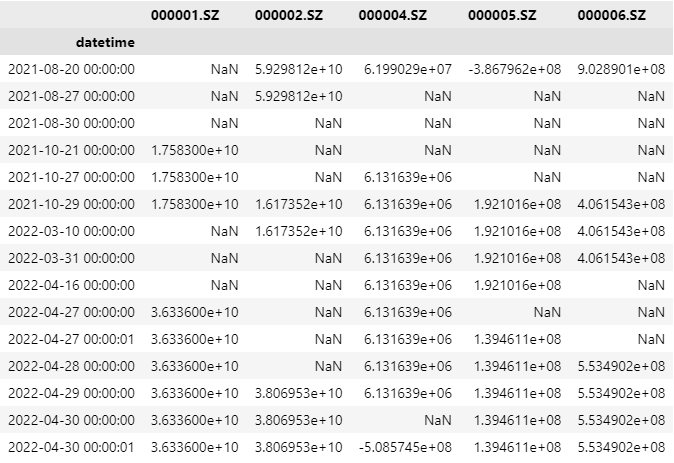 000001.SZ 000002.SZ 000004.SZ 000005.SZ 000006.SZ
datetime
2021-08-20 00:00:00 NaN 5.929812e+10 6.199029e+07 -3.867962e+08 9.028901e+08
2021-08-27 00:00:00 NaN 5.929812e+10 NaN NaN NaN
2021-08-30 00:00:00 NaN NaN NaN NaN NaN
2021-10-21 00:00:00 1.758300e+10 NaN NaN NaN NaN
2021-10-27 00:00:00 1.758300e+10 NaN 6.131639e+06 NaN NaN
2021-10-29 00:00:00 1.758300e+10 1.617352e+10 6.131639e+06 1.921016e+08 4.061543e+08
2022-03-10 00:00:00 NaN 1.617352e+10 6.131639e+06 1.921016e+08 4.061543e+08
2022-03-31 00:00:00 NaN NaN 6.131639e+06 1.921016e+08 4.061543e+08
2022-04-16 00:00:00 NaN NaN 6.131639e+06 1.921016e+08 NaN
2022-04-27 00:00:00 3.633600e+10 NaN 6.131639e+06 NaN NaN
2022-04-27 00:00:01 3.633600e+10 NaN 6.131639e+06 1.394611e+08 NaN
2022-04-28 00:00:00 3.633600e+10 NaN 6.131639e+06 1.394611e+08 5.534902e+08
2022-04-29 00:00:00 3.633600e+10 3.806953e+10 6.131639e+06 1.394611e+08 5.534902e+08
2022-04-30 00:00:00 3.633600e+10 3.806953e+10 NaN 1.394611e+08 5.534902e+08
2022-04-30 00:00:01 3.633600e+10 3.806953e+10 -5.085745e+08 1.394611e+08 5.534902e+08